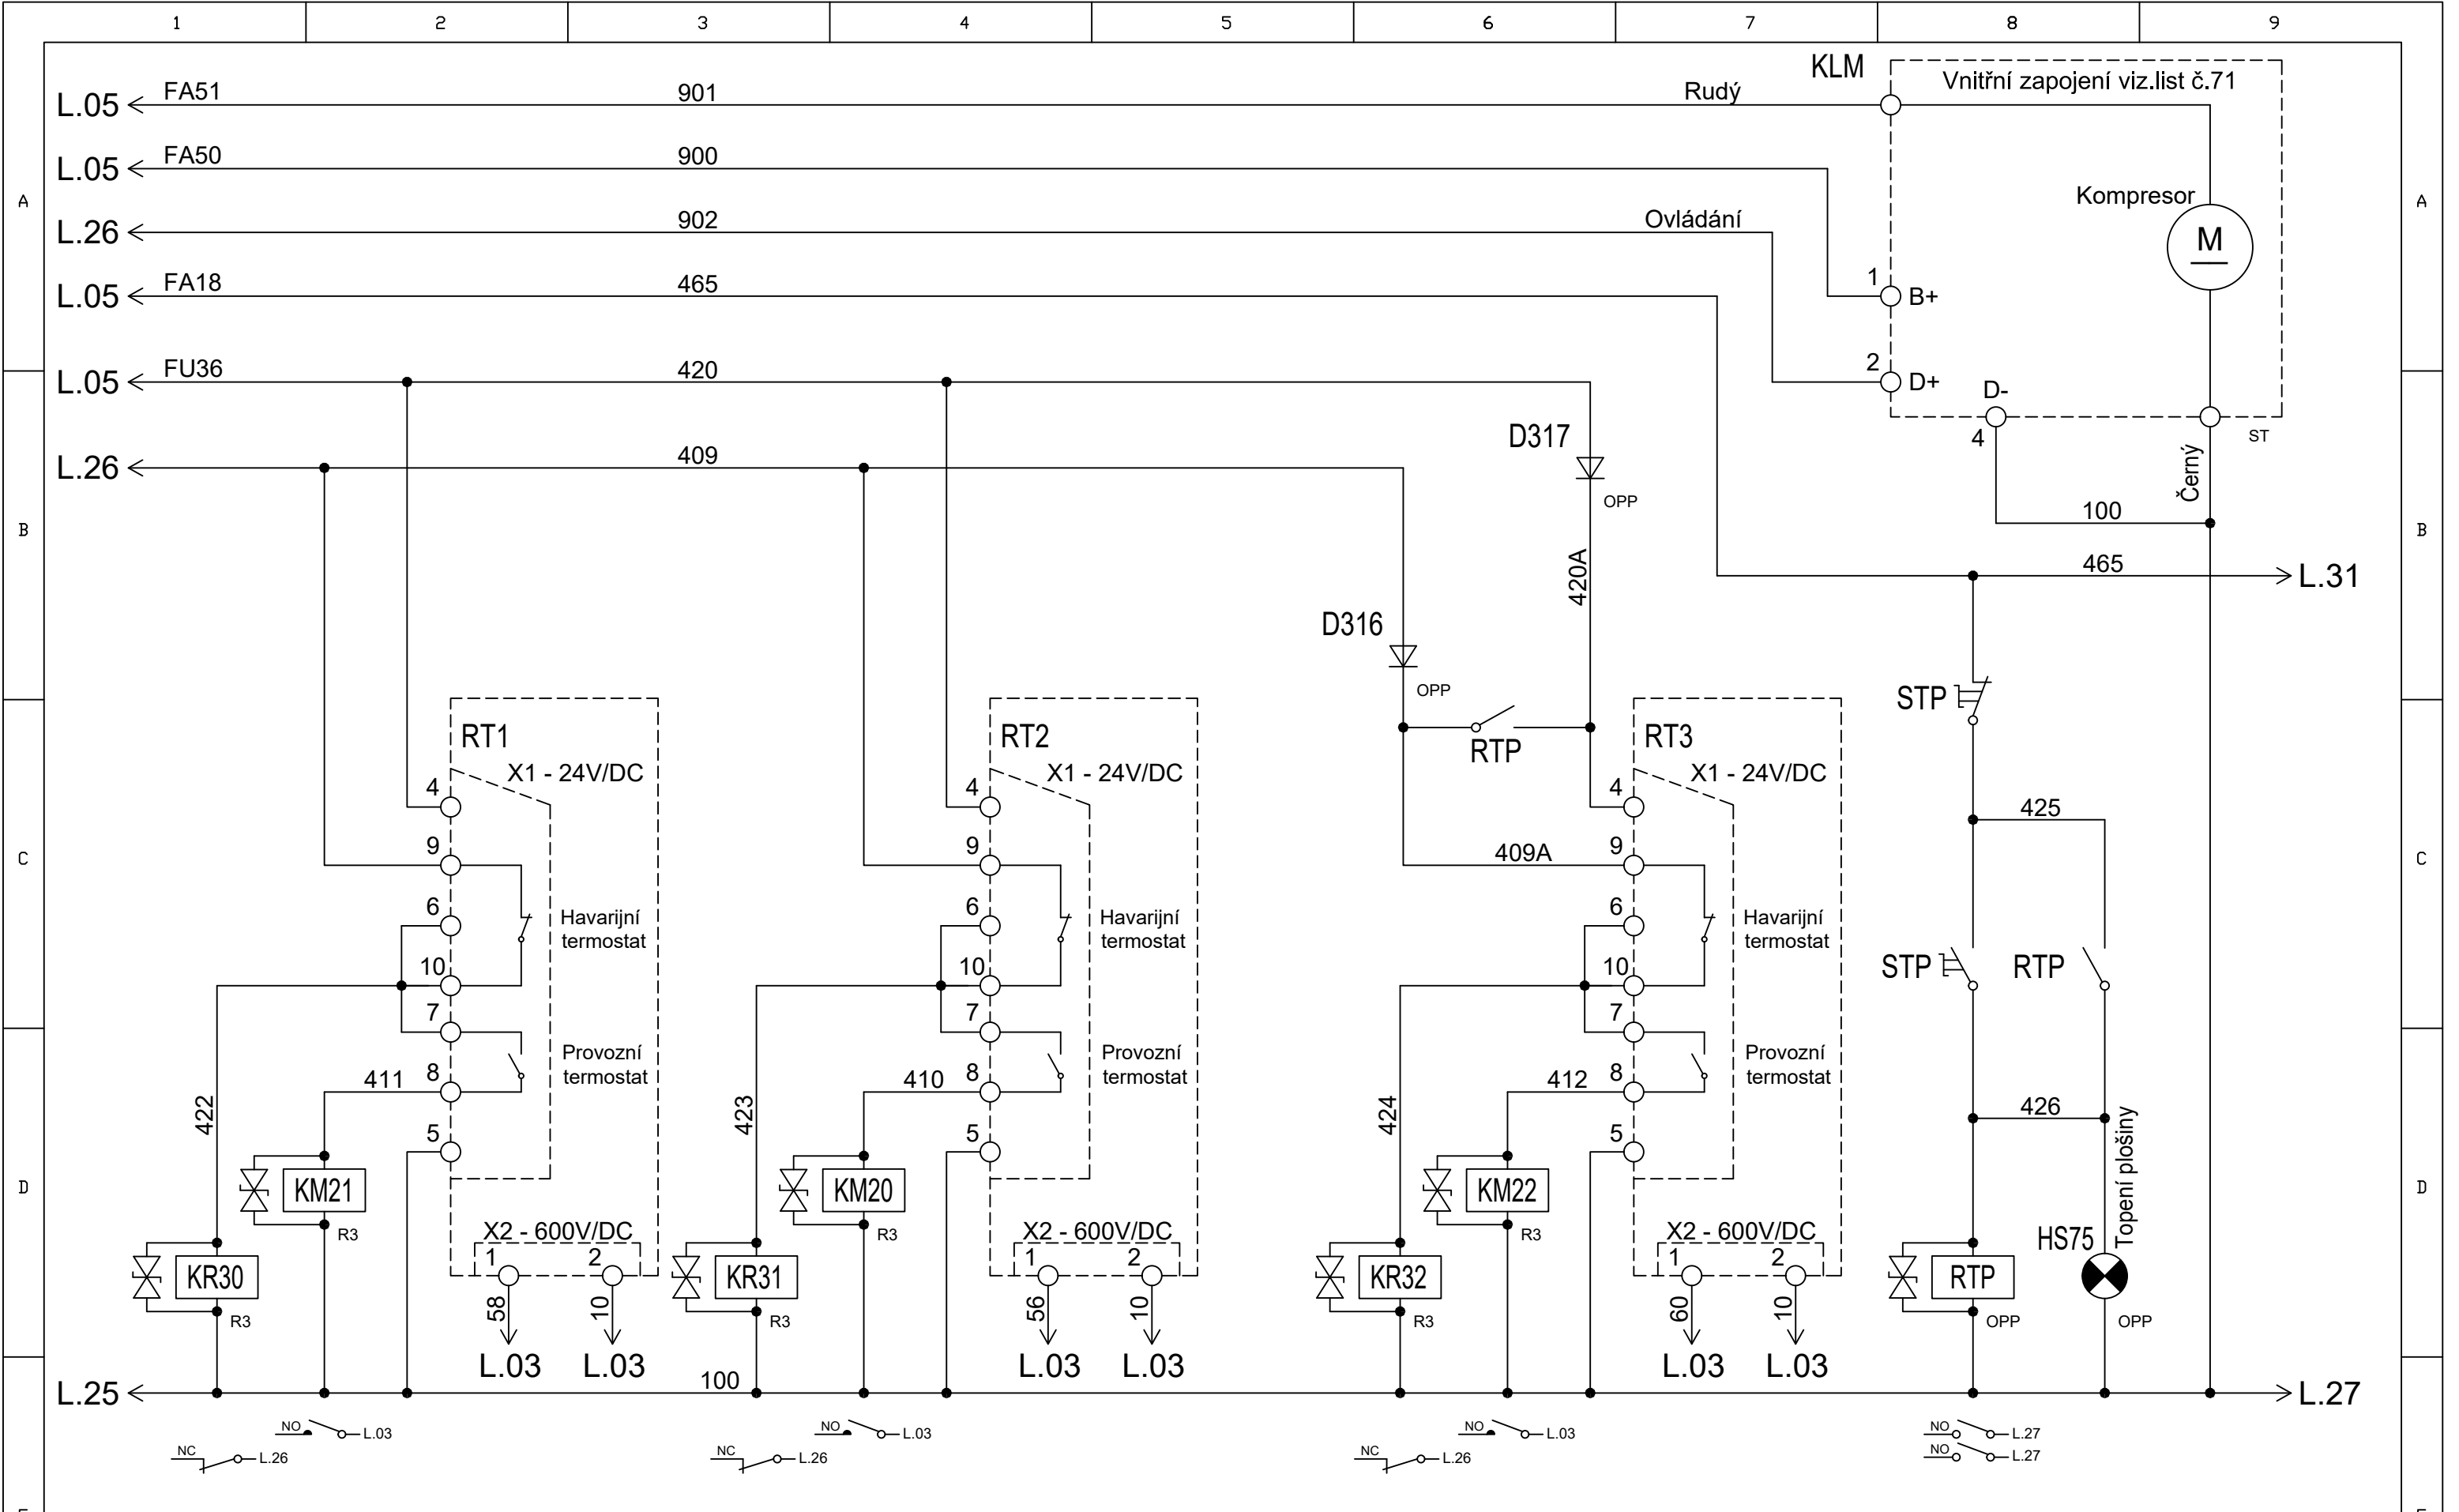 1 2 3 4 5 6 7 8 9
KLM
Vnitřní zapojení viz.list č.71
L.05 FA51 901 Rudý
L.05 FA50 900
A A
Kompresor
L.26 902 Ovládání
M
L.05 FA18 465 1 B+
L.05 FU36 420 2 D+
D-
4 ST
D317
L.26 409
Černý
OPP
100
B B
420A
465 L.31
D316
OPP
STP
RT1 RT2 RTP RT3
X1 - 24V/DC X1 - 24V/DC X1 - 24V/DC
4 4 4
425
9 9 409A 9
C C
6 6 6
Havarijní
termostat
Havarijní
termostat
Havarijní
termostat
10 10 10
STP RTP
7 7 7
Provozní
termostat
Provozní
termostat
Provozní
termostat
411 8 410 8 412 8
422 423 424
426
5 5 5
Topení plošiny
D D
KM21 KM20 KM22
R3 R3 R3
X2 - 600V/DC X2 - 600V/DC X2 - 600V/DC
HS75
1 2 1 2 1 2
KR30 KR31 KR32 RTP
58 10 56 10 60 10
R3 R3 R3 OPP OPP
L.03 L.03 L.03 L.03 L.03 L.03
L.25 100 L.27
NO L.03 NO L.03 NO L.03 NO L.27
NC L.26 NC L.26 NC L.26 NO L.27